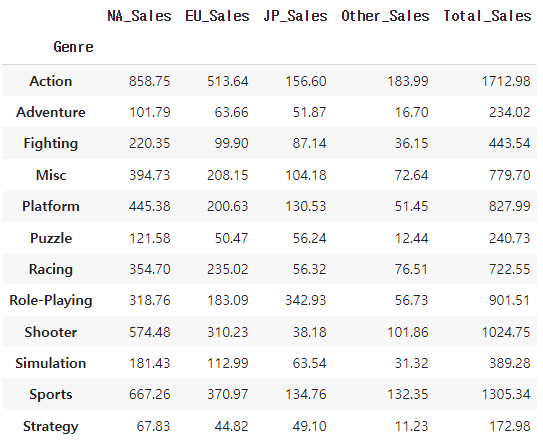 NA_Sales EU_Sales JP_Sales Other_Sales Total_Sales
Genre
Action 858.75 513.64 156.60 183.99 1712.98
Adventure 101.79 63.66 51.87 16.70 234.02
Fighting 220.35 99.90 87.14 36.15 443.54
Misc 394.73 208.15 104.18 72.64 779.70
Platform 445.38 200.63 130.53 51.45 827.99
Puzzle 121.58 50.47 56.24 12.44 240.73
Racing 354.70 235.02 56.32 76.51 722.55
Role-Playing 318.76 183.09 342.93 56.73 901.51
Shooter 574.48 310.23 38.18 101.86 1024.75
Simulation 181.43 112.99 63.54 31.32 389.28
Sports 667.26 370.97 134.76 132.35 1305.34
Strategy 67.83 44.82 49.10 11.23 172.98